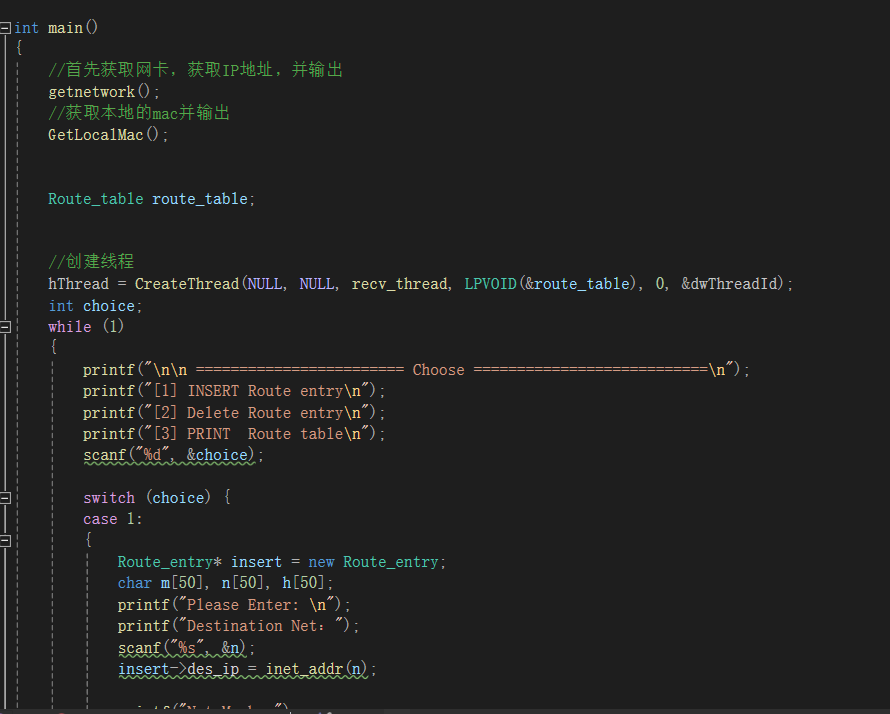 int main()
{
//首先获取网卡，获取IP地址，并输出
getnetwork();
//获取本地的mac并输出
GetLocalMac();
Route_table route_table;
//创建线程
hThread = CreateThread(NULL, NULL, recv_thread, LPVOID(&route_table), 0, &dwThreadId);
int choice;
while (1)
{
printf("\n\n ======================== Choose ===========================\n");
printf("[1] INSERT Route entry\n");
printf("[2] Delete Route entry\n");
printf("[3] PRINT  Route table\n");
scanf("%d", &choice);
switch (choice) {
case 1:
{
Route_entry* insert = new Route_entry;
char m[50], n[50], h[50];
printf("Please Enter: \n");
printf("Destination Net：");
scanf("%s", &n);
insert->des_ip = inet_addr(n);